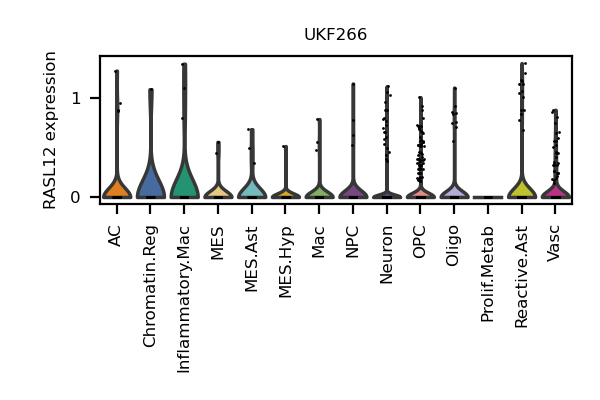 UKF266
RASL12 expression
1
0
AC
Chromatin.Reg
Inflammatory.Mac
MES
MES.Ast
MES.Hyp
Mac
NPC
Neuron
OPC
Oligo
Prolif.Metab
Reactive.Ast
Vasc